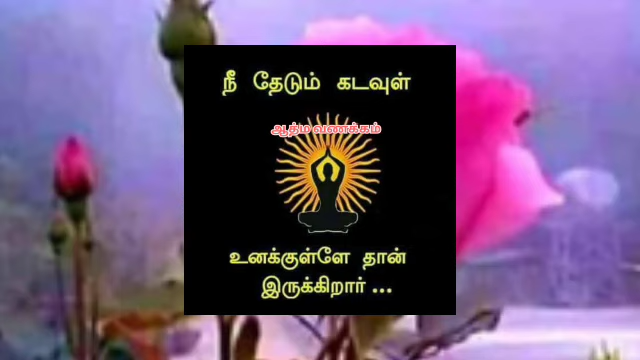 நீ தேடும் கடவுள்
ஆத்ம வணக்கம்
உனக்குள்ளே தான்
இருக்கிறார் ...